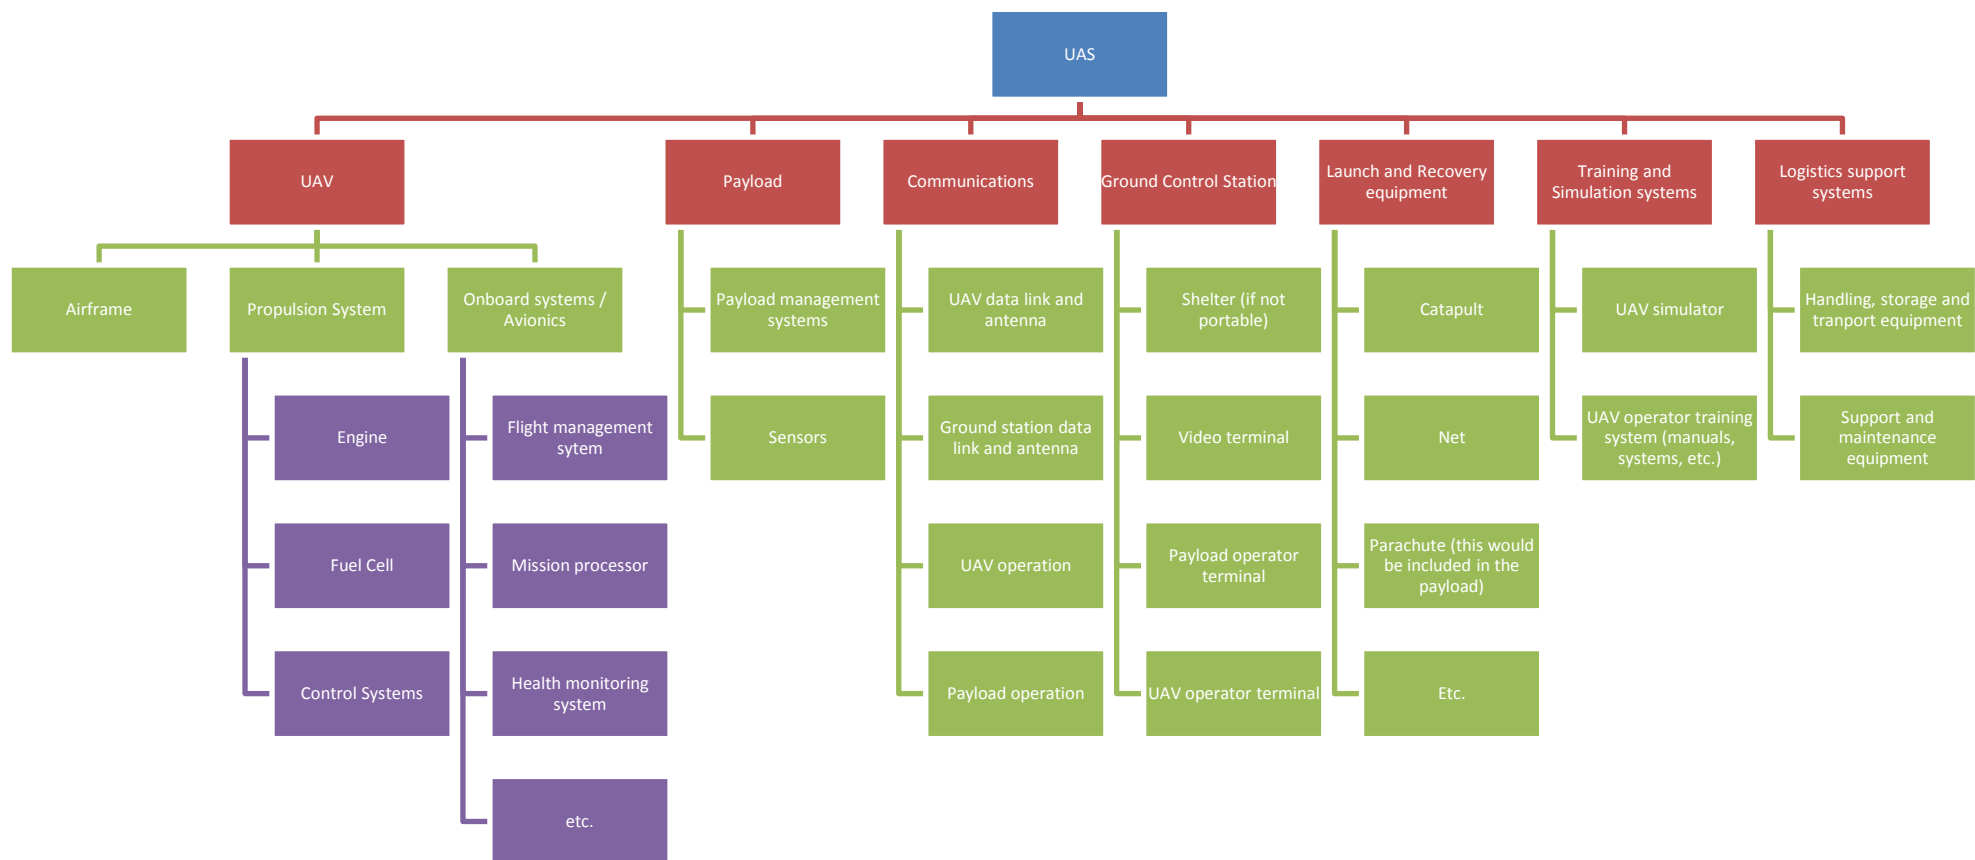 UAS
UAV
Payload
Communications
Ground Control Station
Launch and Recovery
equipment
Training and
Simulation systems
Logistics support
systems
Airframe
Propulsion System
Onboard systems /
Avionics
Payload management
systems
UAV data link and
antenna
Shelter (if not
portable)
Catapult
UAV simulator
Handling, storage and
tranport equipment
Engine
Flight management
sytem
Sensors
Ground station data
link and antenna
Video terminal
Net
UAV operator training
system (manuals,
systems, etc.)
Support and
maintenance
equipment
Fuel Cell
Mission processor
UAV operation
Payload operator
terminal
Parachute (this would
be included in the
payload)
Control Systems
Health monitoring
system
Payload operation
UAV operator terminal
Etc.
etc.